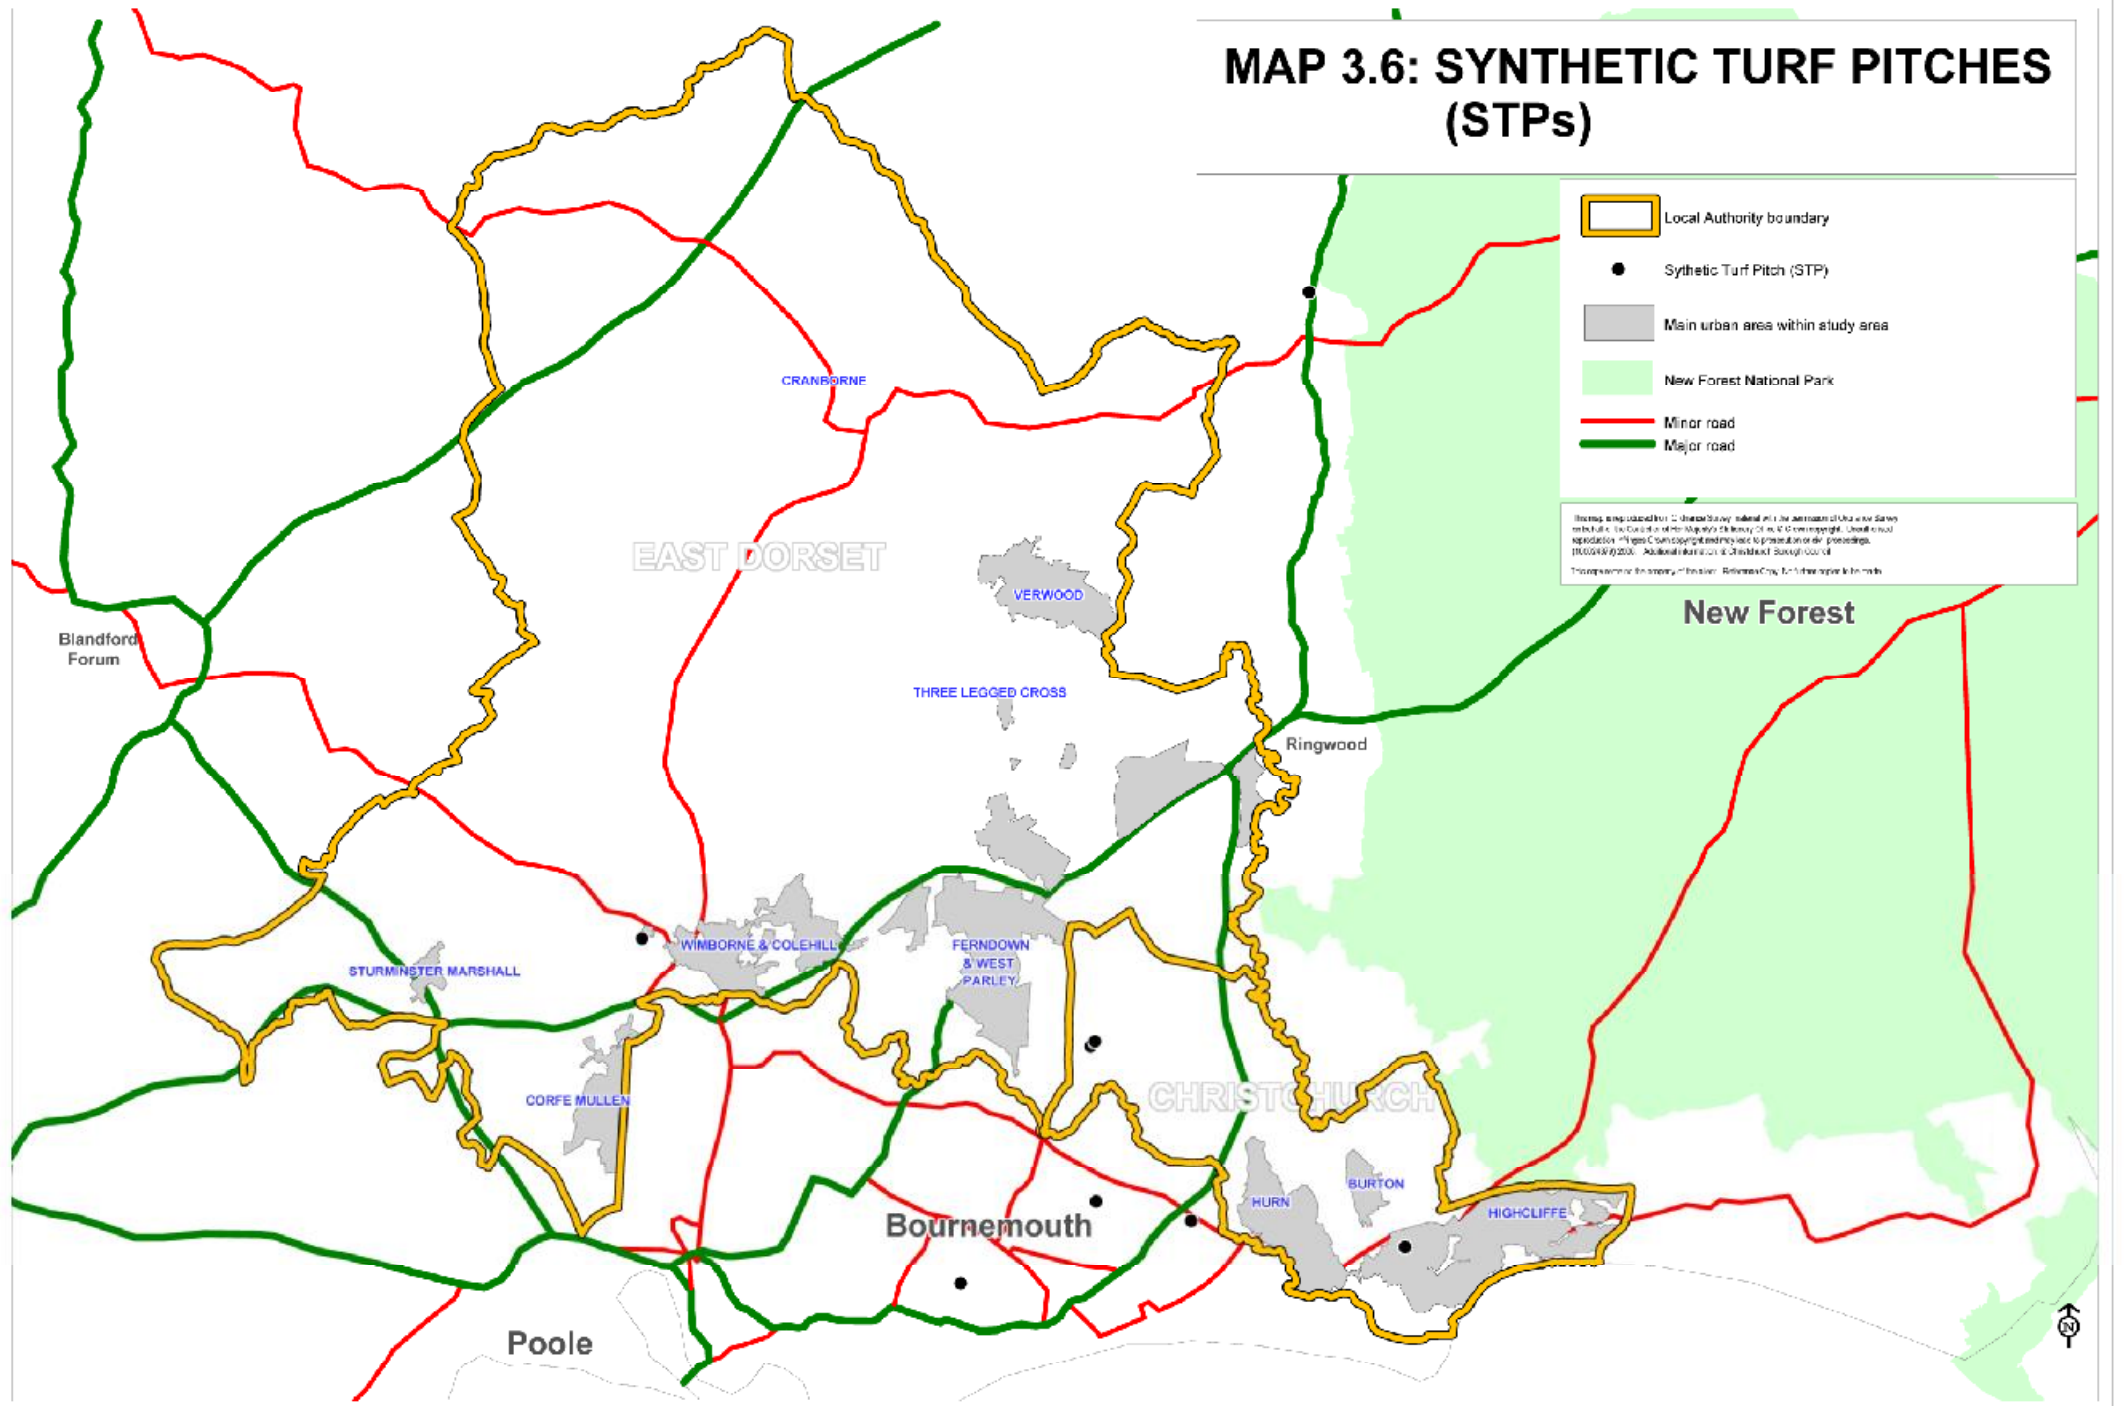 MAP 3.6: SYNTHETIC TURF PITCHES
(STPs)
Local Authority boundary
Sythetic Turf Pitch (STP)
Main urban area within study area
New Forest National Park
Minor road
Major road
CRANBORNE
EAST DORSET
VERWOOD
New Forest
Blandford
Forum
THREE LEGGED CROSS
Ringwood
WIMBORNE & COLEHILL
FERNDOWN
& WEST
PARLEY
STURMINSTER MARSHALL
CORFE MULLEN
CHRISTCHURCH
HURN
BURTON
HIGHCLIFFE
Bournemouth
Poole
N